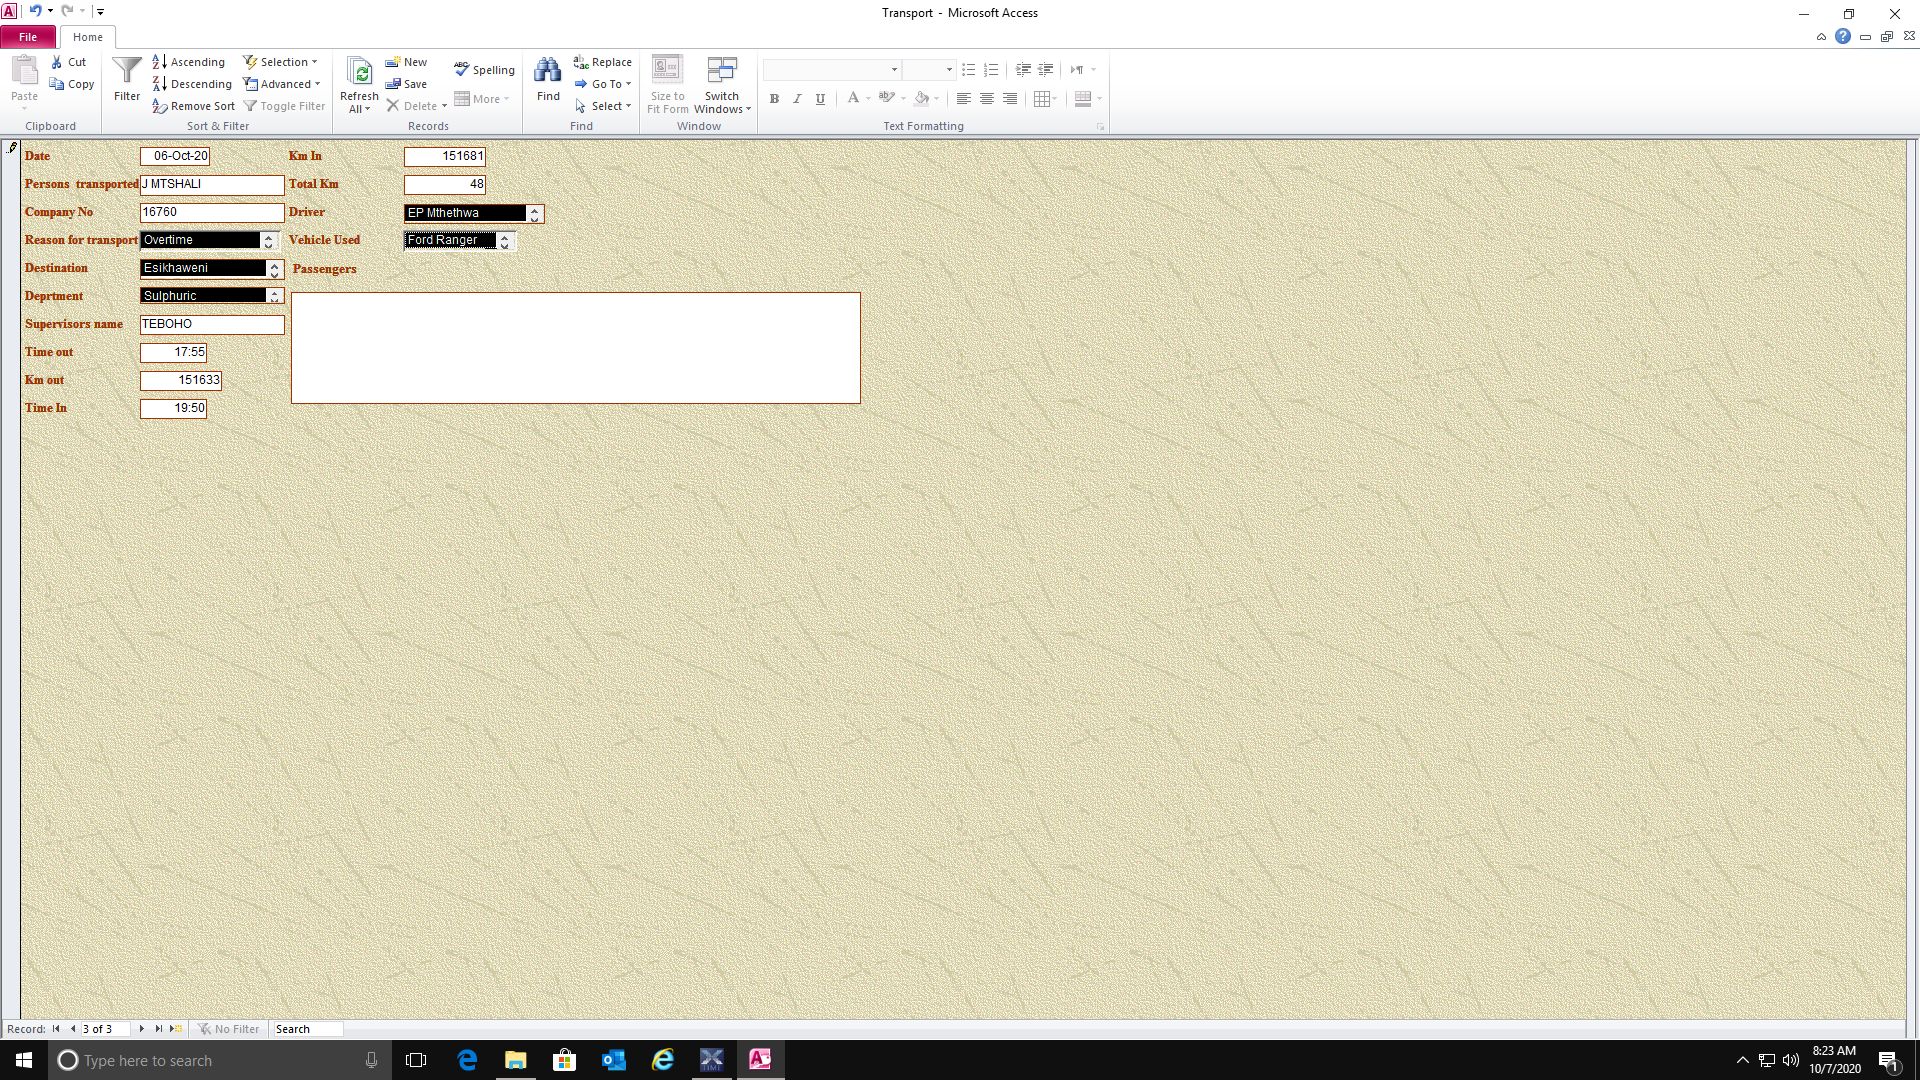 Transport - Microsoft Access
File Home
Paste Cut Copy Clipboard
Filter Ascending Descending Remove Sort Selection Advanced Toggle Filter Sort & Filter
Refresh All New Save Delete Spelling More Records
Find Replace Go To Select Find
Size to Fit Form Switch Windows Window
B I U A Text Formatting
Date 06-Oct-20 Km In 151681
Persons transported J MTSHALI Total Km 48
Company No 16760 Driver EP Mthethwa
Reason for transport Overtime Vehicle Used Ford Ranger
Destination Esikhaweni Passengers
Deprtment Sulphuric
Supervisors name TEBOHO
Time out 17:55
Km out 151633
Time In 19:50
Record: 3 of 3 No Filter Search
Type here to search TIME 8:23 AM
10/7/2020 1